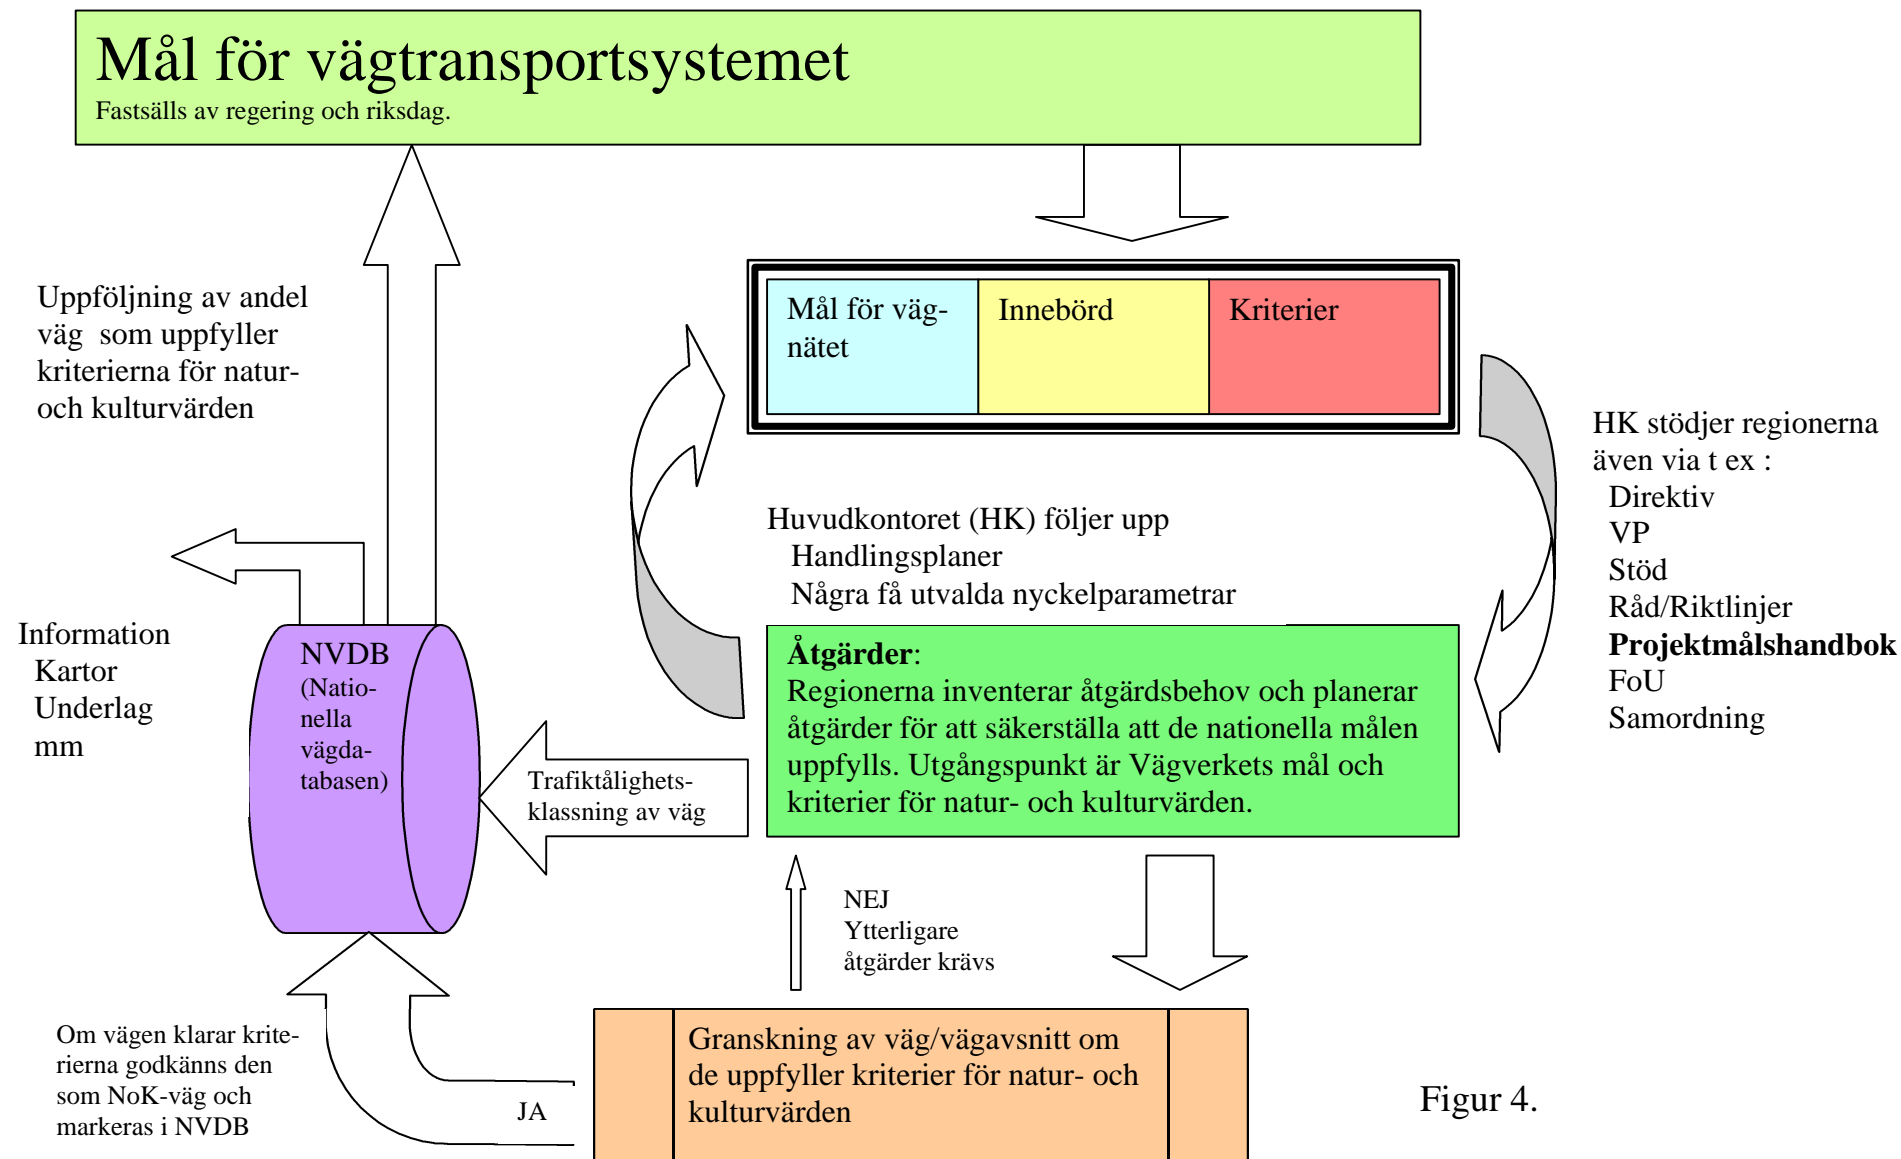 Mål för vägtransportsystemet
Fastsälls av regering och riksdag.
Uppföljning av andel
väg som uppfyller
kriterierna för natur-
och kulturvärden
Mål för väg-
nätet
Innebörd
Kriterier
HK stödjer regionerna
även via t ex :
Direktiv
VP
Stöd
Råd/Riktlinjer
Projektmålshandbok
FoU
Samordning
Huvudkontoret (HK) följer upp
Handlingsplaner
Några få utvalda nyckelparametrar
Information
Kartor
Underlag
mm
NVDB
(Natio-
nella
vägda-
tabasen)
Trafiktålighets-
klassning av väg
Åtgärder:
Regionerna inventerar åtgärdsbehov och planerar
åtgärder för att säkerställa att de nationella målen
uppfylls. Utgångspunkt är Vägverkets mål och
kriterier för natur- och kulturvärden.
NEJ
Ytterligare
åtgärder krävs
Om vägen klarar krite-
rierna godkänns den
som NoK-väg och
markeras i NVDB
JA
Granskning av väg/vägavsnitt om
de uppfyller kriterier för natur- och
kulturvärden
Figur 4.